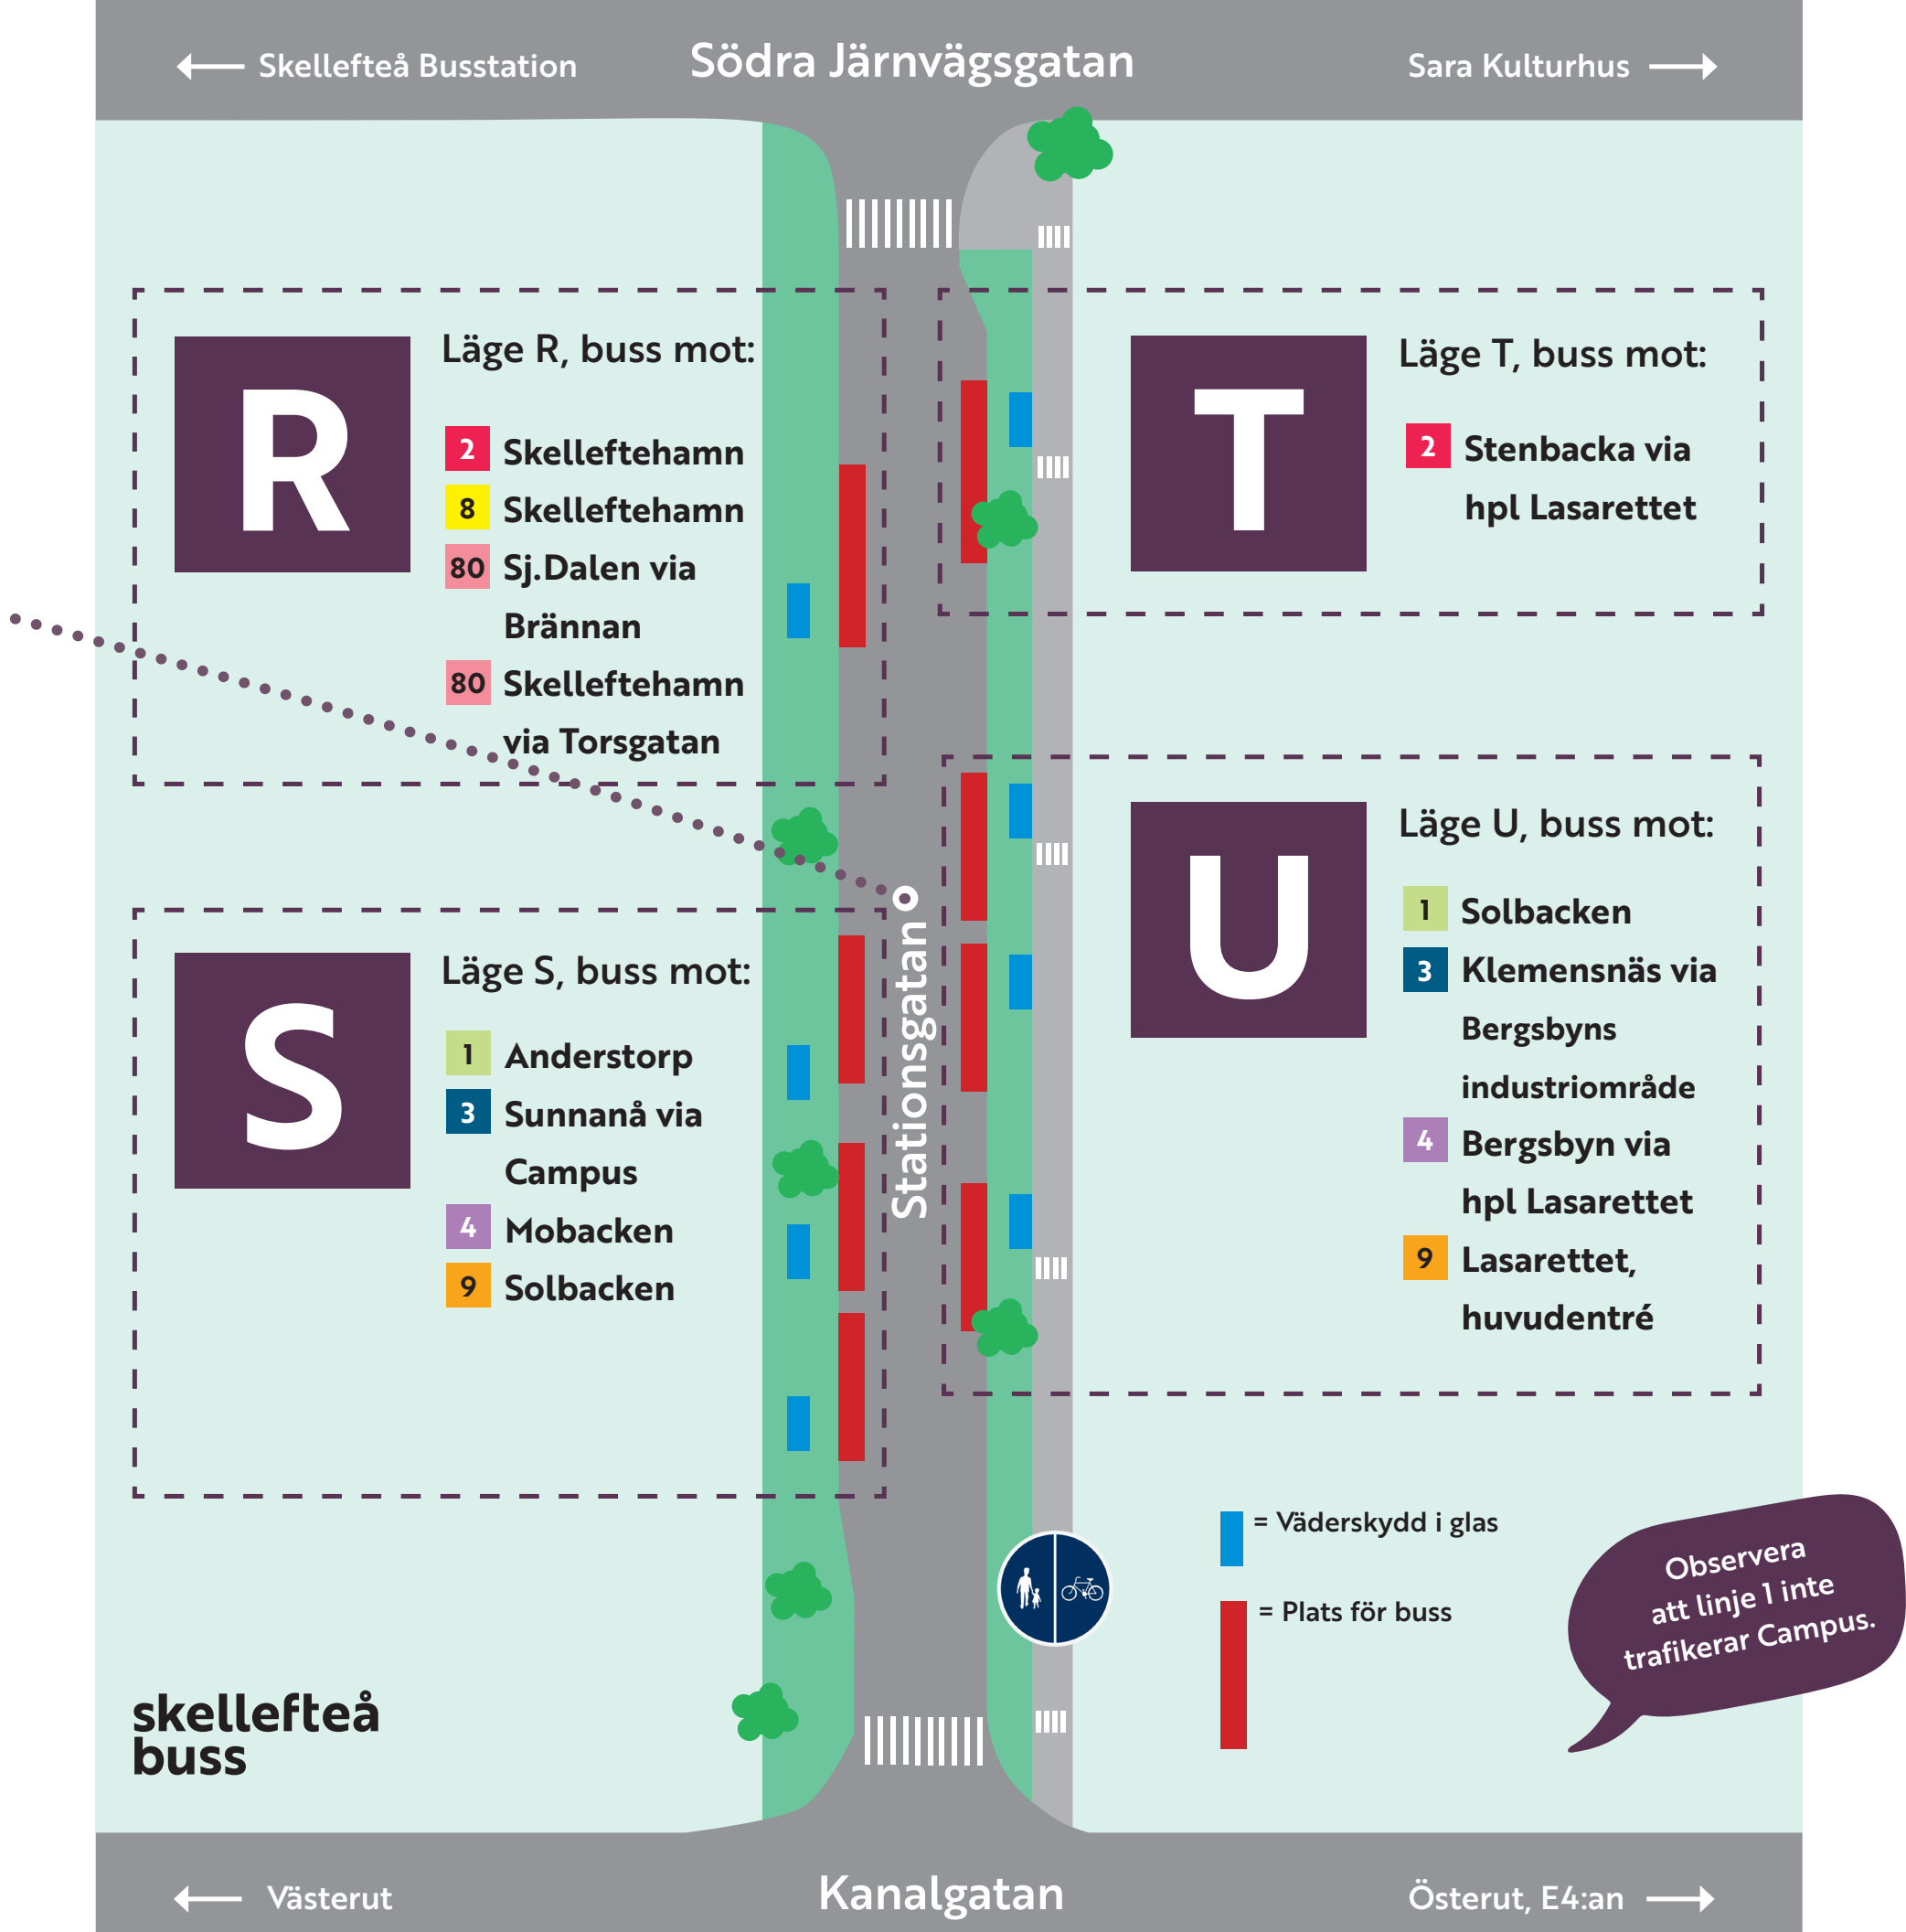 Skellefteå Busstation
Södra Järnvägsgatan
Sara Kulturhus
R
Läge R, buss mot:
2 Skelleftehamn
8 Skelleftehamn
80 Sj.Dalen via
Brännan
80 Skelleftehamn
via Torsgatan
T
Läge T, buss mot:
2 Stenbacka via
hpl Lasarettet
S
Läge S, buss mot:
1 Anderstorp
3 Sunnanå via
Campus
4 Mobacken
9 Solbacken
Stationsgatan
U
Läge U, buss mot:
1 Solbacken
3 Klemensnäs via
Bergsbyns
industriområde
4 Bergsbyn via
hpl Lasarettet
9 Lasarettet,
huvudentré
= Väderskydd i glas
= Plats för buss
Observera
att linje 1 inte
trafikerar Campus.
skellefteå
buss
Västerut
Kanalgatan
Österut, E4:an